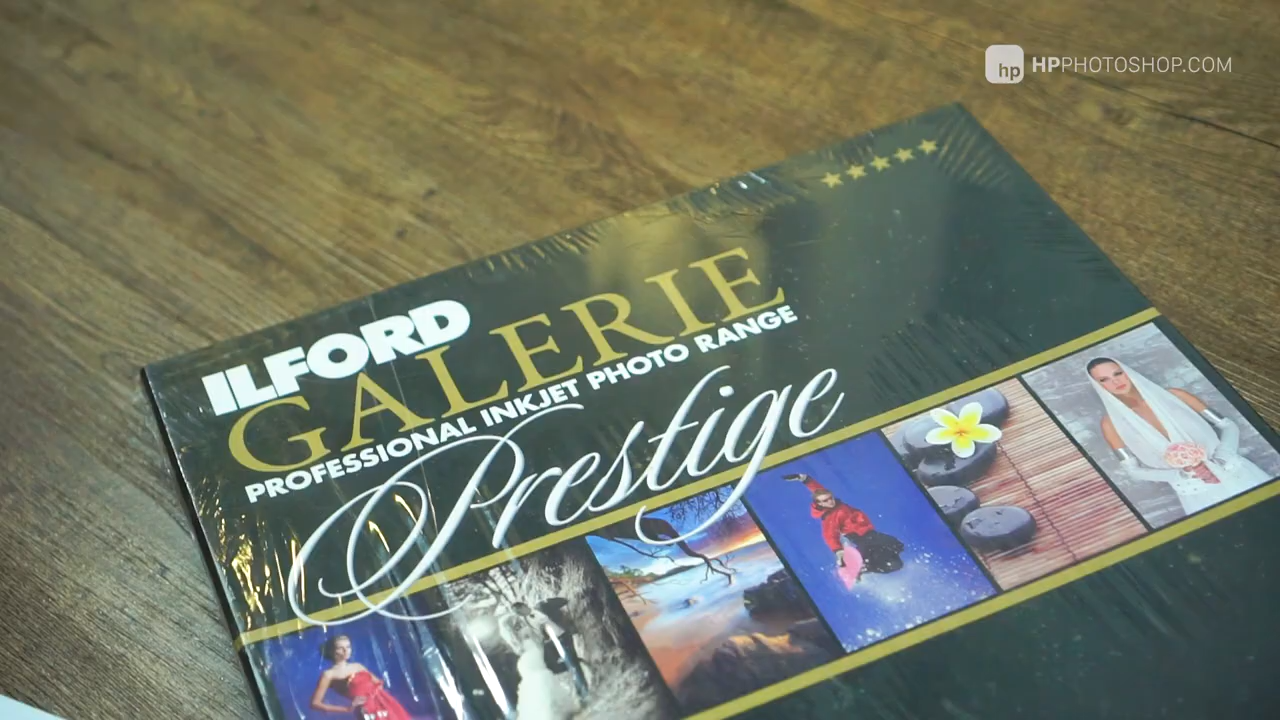 hp HPPHOTOSHOP.COM
ILFORD
GALERIE
PROFESSIONAL INKJET PHOTO RANGE
Prestige